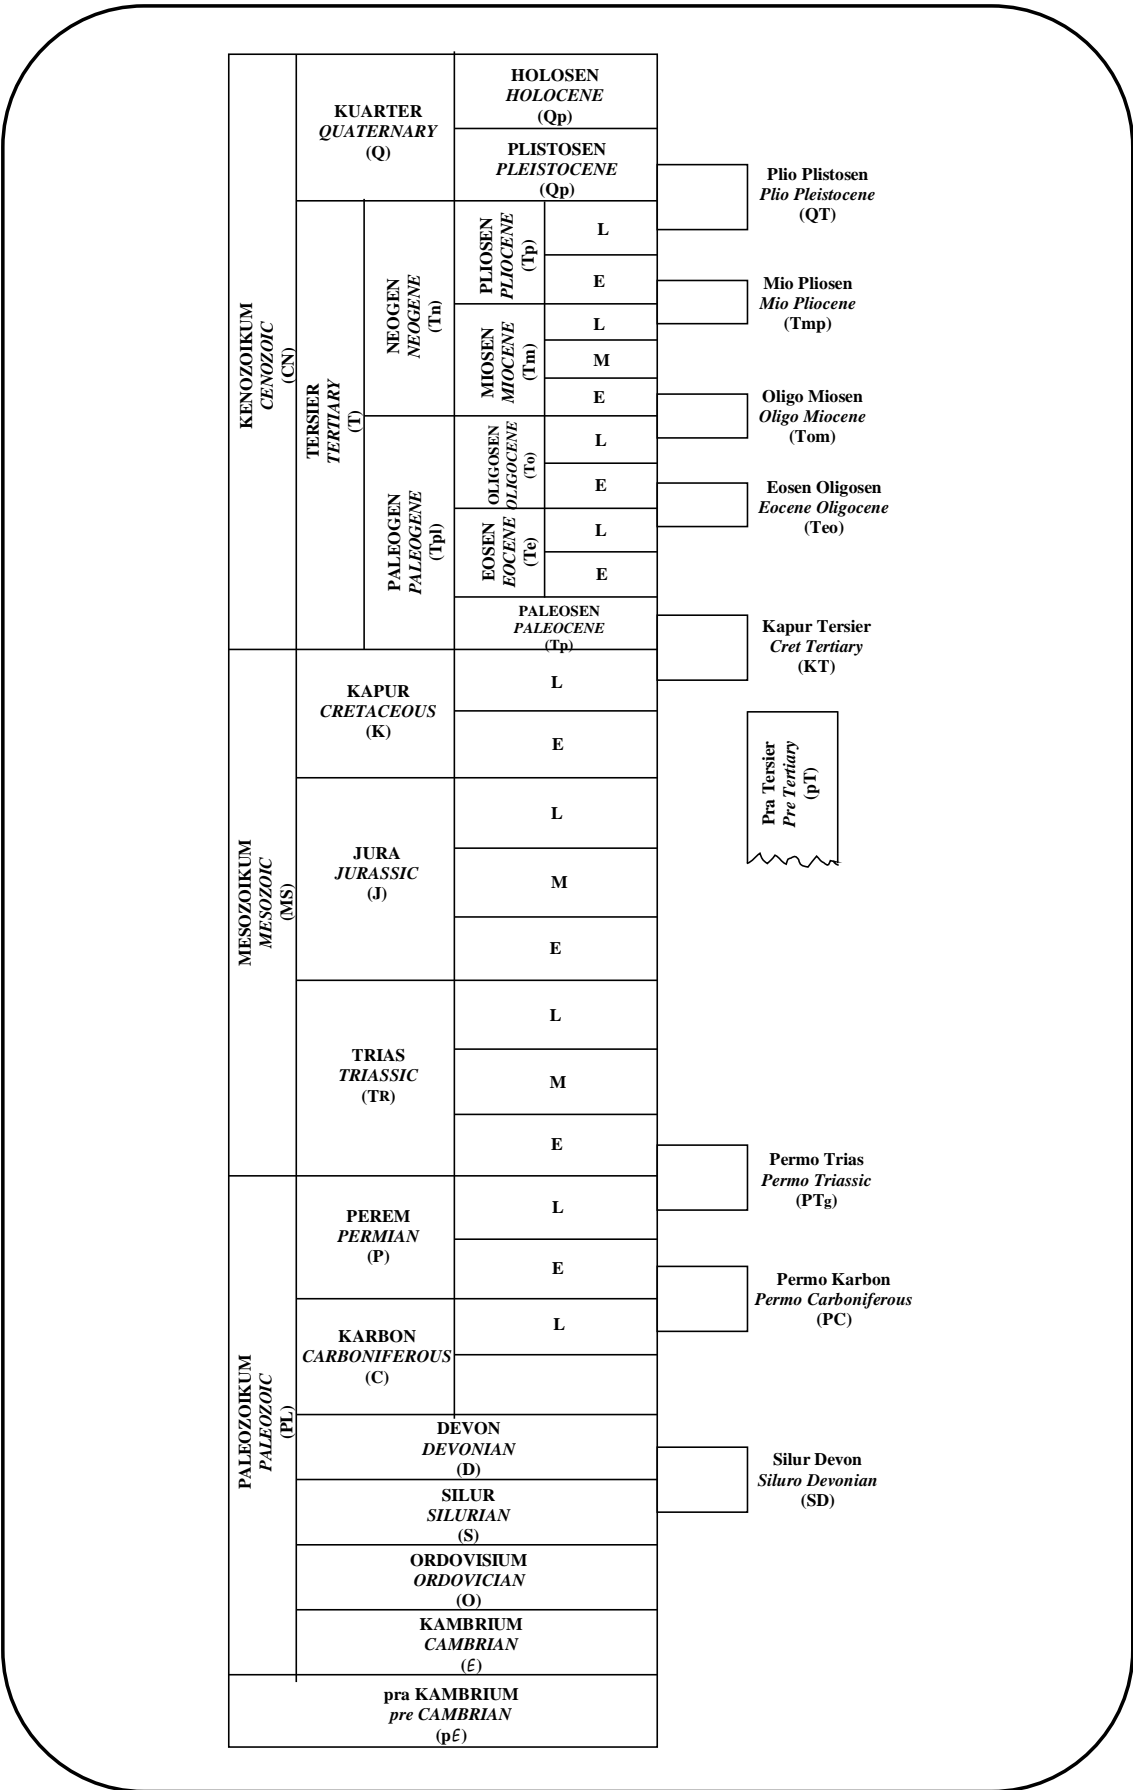 KENOZOIKUM
CENOZOIC
(CN)
KUARTER
QUATERNARY
(Q)
HOLOSEN
HOLOCENE
(Qp)
PLISTOSEN
PLEISTOCENE
(Qp)
Plio Plistosen
Plio Pleistocene
(QT)
TERSIER
TERTIARY
(T)
NEOGEN
NEOGENE
(Tn)
PLIOSEN
PLIOCENE
(Tp)
L
E
Mio Pliosen
Mio Pliocene
(Tmp)
MIOSEN
MIOCENE
(Tm)
L
M
E
Oligo Miosen
Oligo Miocene
(Tom)
PALEOGEN
PALEOGENE
(Tpl)
OLIGOSEN
OLIGOCENE
(To)
L
E
Eosen Oligosen
Eocene Oligocene
(Teo)
EOSEN
EOCENE
(Te)
L
E
PALEOSEN
PALEOCENE
(Tp)
Kapur Tersier
Cret Tertiary
(KT)
MESOZOIKUM
MESOZOIC
(MS)
KAPUR
CRETACEOUS
(K)
L
E
Pra Tersier
Pre Tertiary
(pT)
JURA
JURASSIC
(J)
L
M
E
TRIAS
TRIASSIC
(TR)
L
M
E
Permo Trias
Permo Triassic
(PTg)
PALEOZOIKUM
PALEOZOIC
(PL)
PEREM
PERMIAN
(P)
L
E
Permo Karbon
Permo Carboniferous
(PC)
KARBON
CARBONIFEROUS
(C)
L
DEVON
DEVONIAN
(D)
Silur Devon
Siluro Devonian
(SD)
SILUR
SILURIAN
(S)
ORDOVISIUM
ORDOVICIAN
(O)
KAMBRIUM
CAMBRIAN
(Ɛ)
pra KAMBRIUM
pre CAMBRIAN
(pƐ)